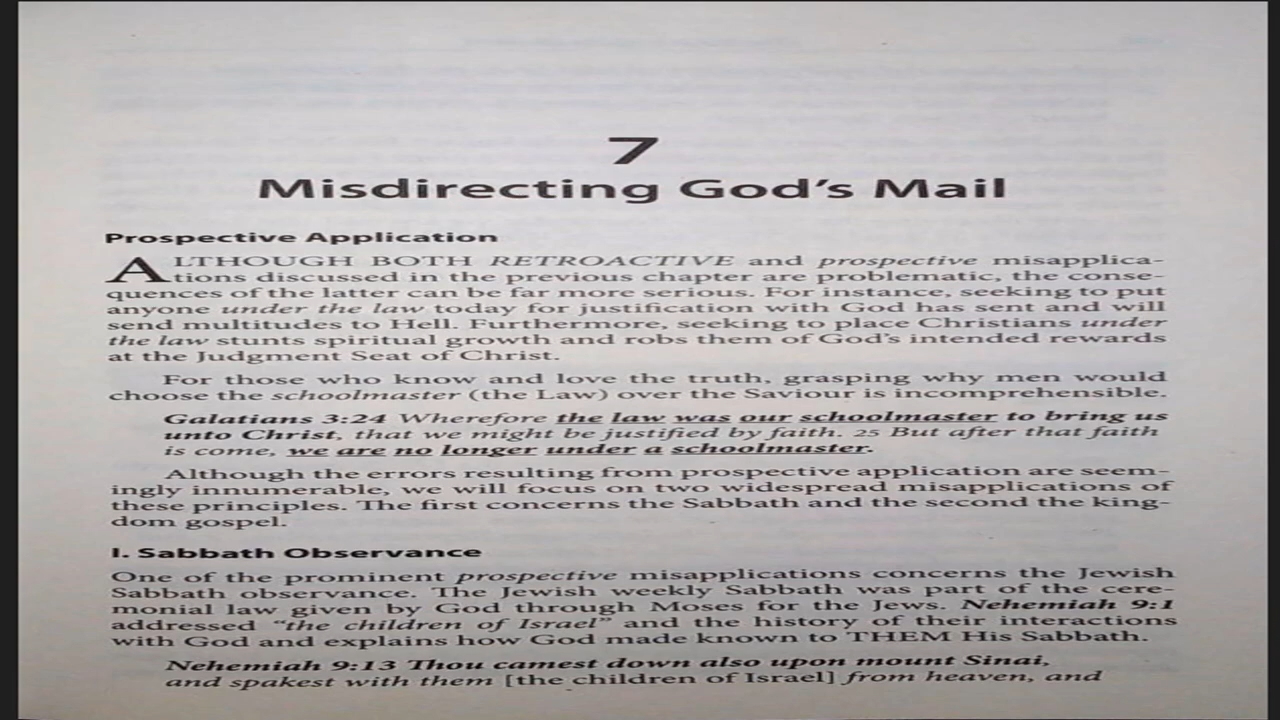 7
Misdirecting God's Mail
Prospective Application
ALTHOUGH BOTH RETROACTIVE and prospective misapplica-
tions discussed in the previous chapter are problematic, the conse-
quences of the latter can be far more serious. For instance, seeking to put
anyone under the law today for justification with God has sent and will
send multitudes to Hell. Furthermore, seeking to place Christians under
the law stunts spiritual growth and robs them of God's intended rewards
at the Judgment Seat of Christ.
For those who know and love the truth, grasping why men would
choose the schoolmaster (the Law) over the Saviour is incomprehensible.
Galatians 3:24 Wherefore the law was our schoolmaster to bring us
unto Christ, that we might be justified by faith. 25 But after that faith
is come, we are no longer under a schoolmaster.
Although the errors resulting from prospective application are seem-
ingly innumerable, we will focus on two widespread misapplications of
these principles. The first concerns the Sabbath and the second the king-
dom gospel.
I. Sabbath Observance
One of the prominent prospective misapplications concerns the Jewish
Sabbath observance. The Jewish weekly Sabbath was part of the cere-
monial law given by God through Moses for the Jews. Nehemiah 9:1
addressed "the children of Israel" and the history of their interactions
with God and explains how God made known to THEM His Sabbath.
Nehemiah 9:13 Thou camest down also upon mount Sinai,
and spakest with them [the children of Israel] from heaven, and